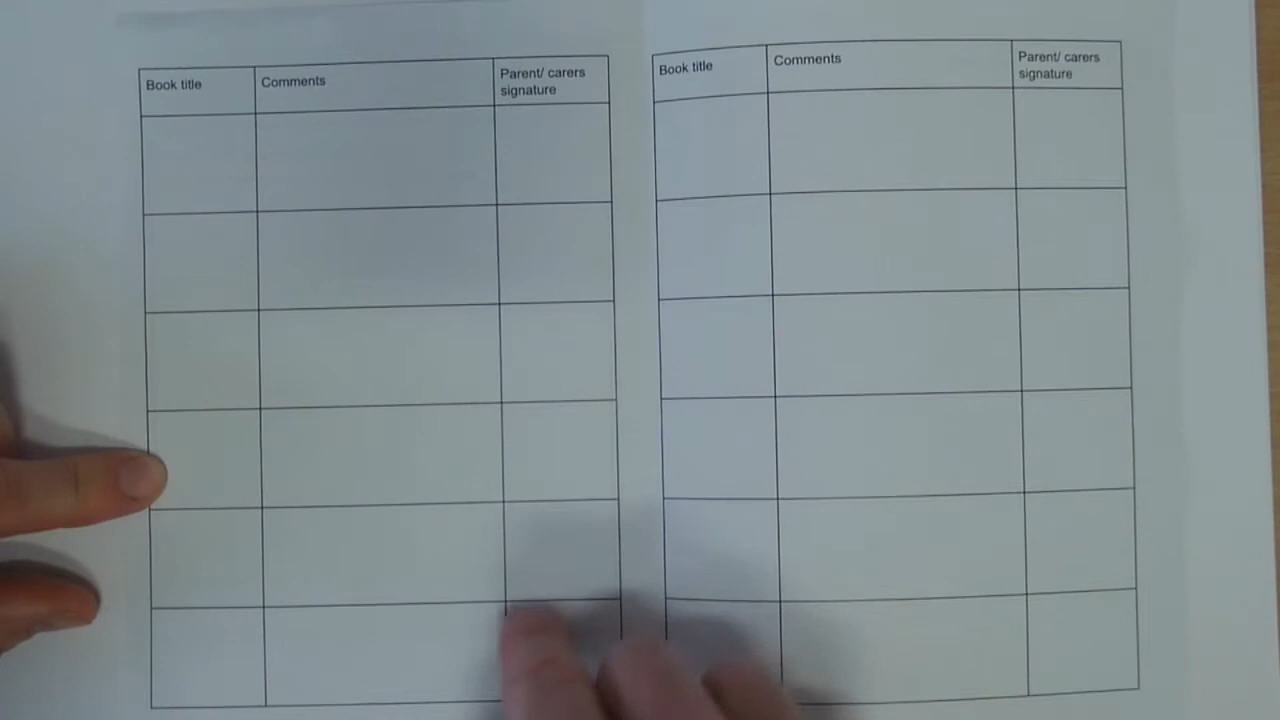 Book title
Comments
Parent/ carers
signature
Book title
Comments
Parent/ carers
signature